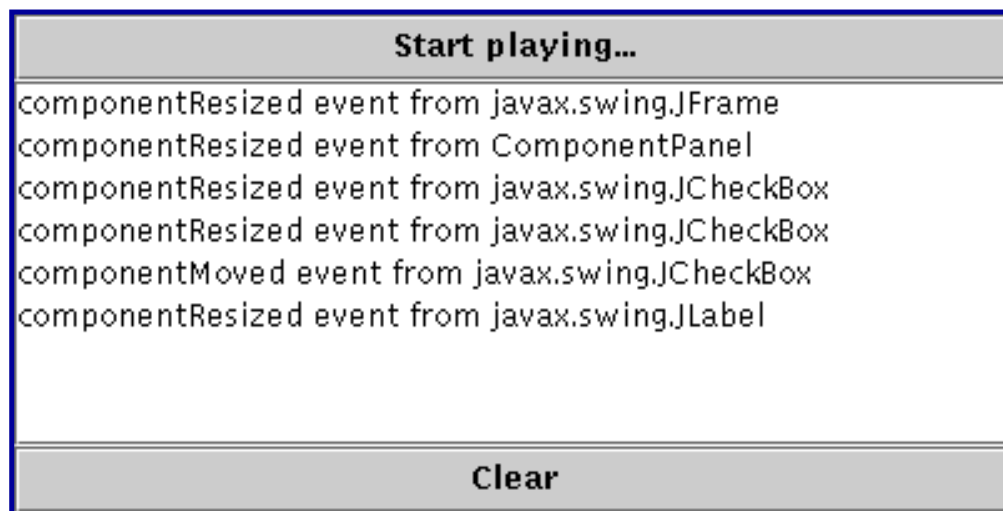 Start playing...
componentResized event from javax.swing.JFrame
componentResized event from ComponentPanel
componentResized event from javax.swing.JCheckBox
componentResized event from javax.swing.JCheckBox
componentMoved event from javax.swing.JCheckBox
componentResized event from javax.swing.JLabel
Clear